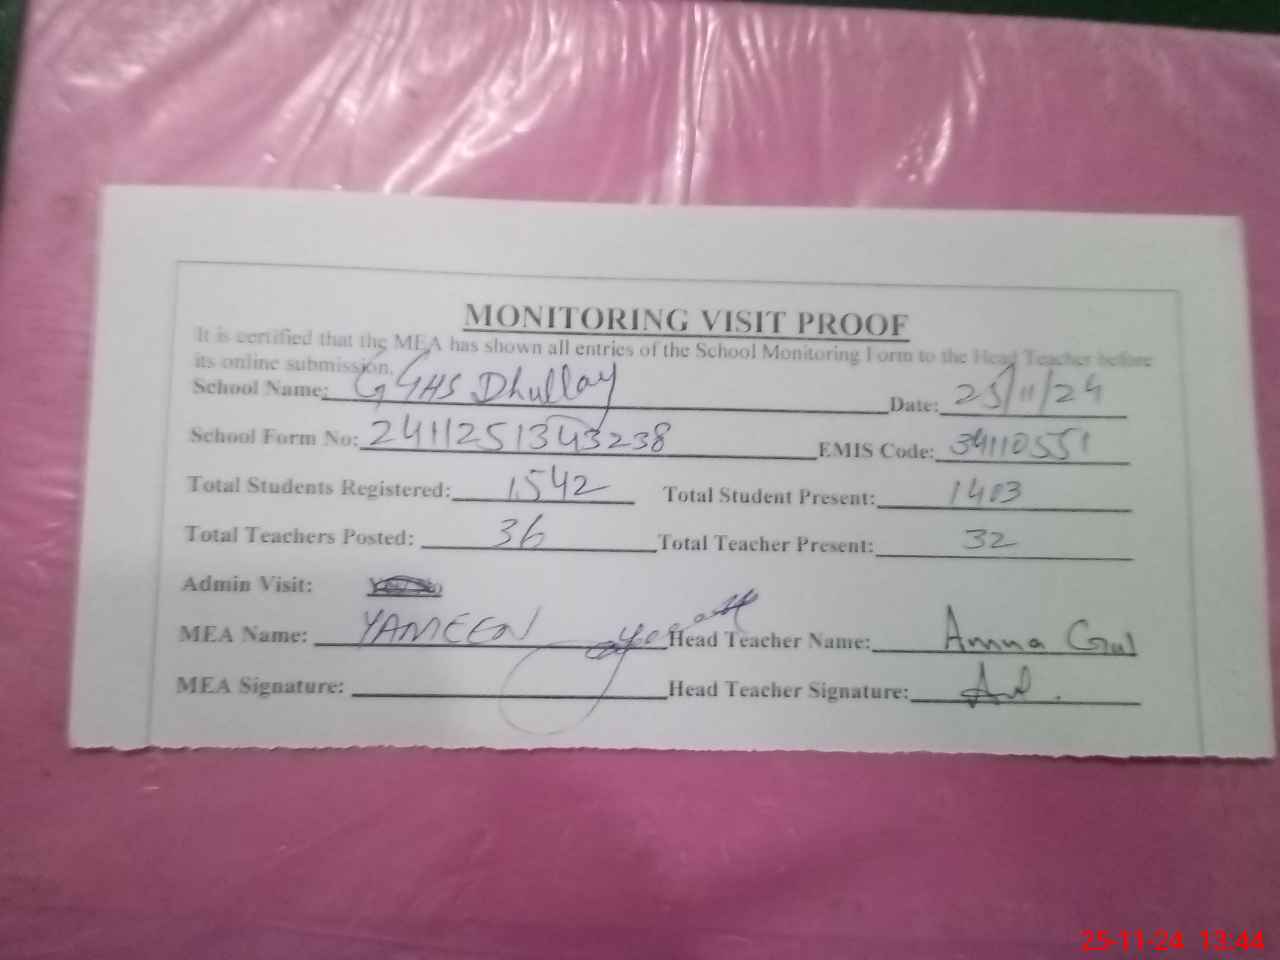 MONITORING VISIT PROOF
It is certified that the MEA has shown all entries of the School Monitoring Form to the Head Teacher before
its online submission.
School Name: GGHS Dhullay Date: 25/11/24
School Form No: 2411251343238 EMIS Code: 34110551
Total Students Registered: 1542 Total Student Present: 1403
Total Teachers Posted: 36 Total Teacher Present: 32
Admin Visit:
MEA Name: YAMEEN Head Teacher Name: Amna Gul
MEA Signature: Head Teacher Signature:
25-11-24 13:44